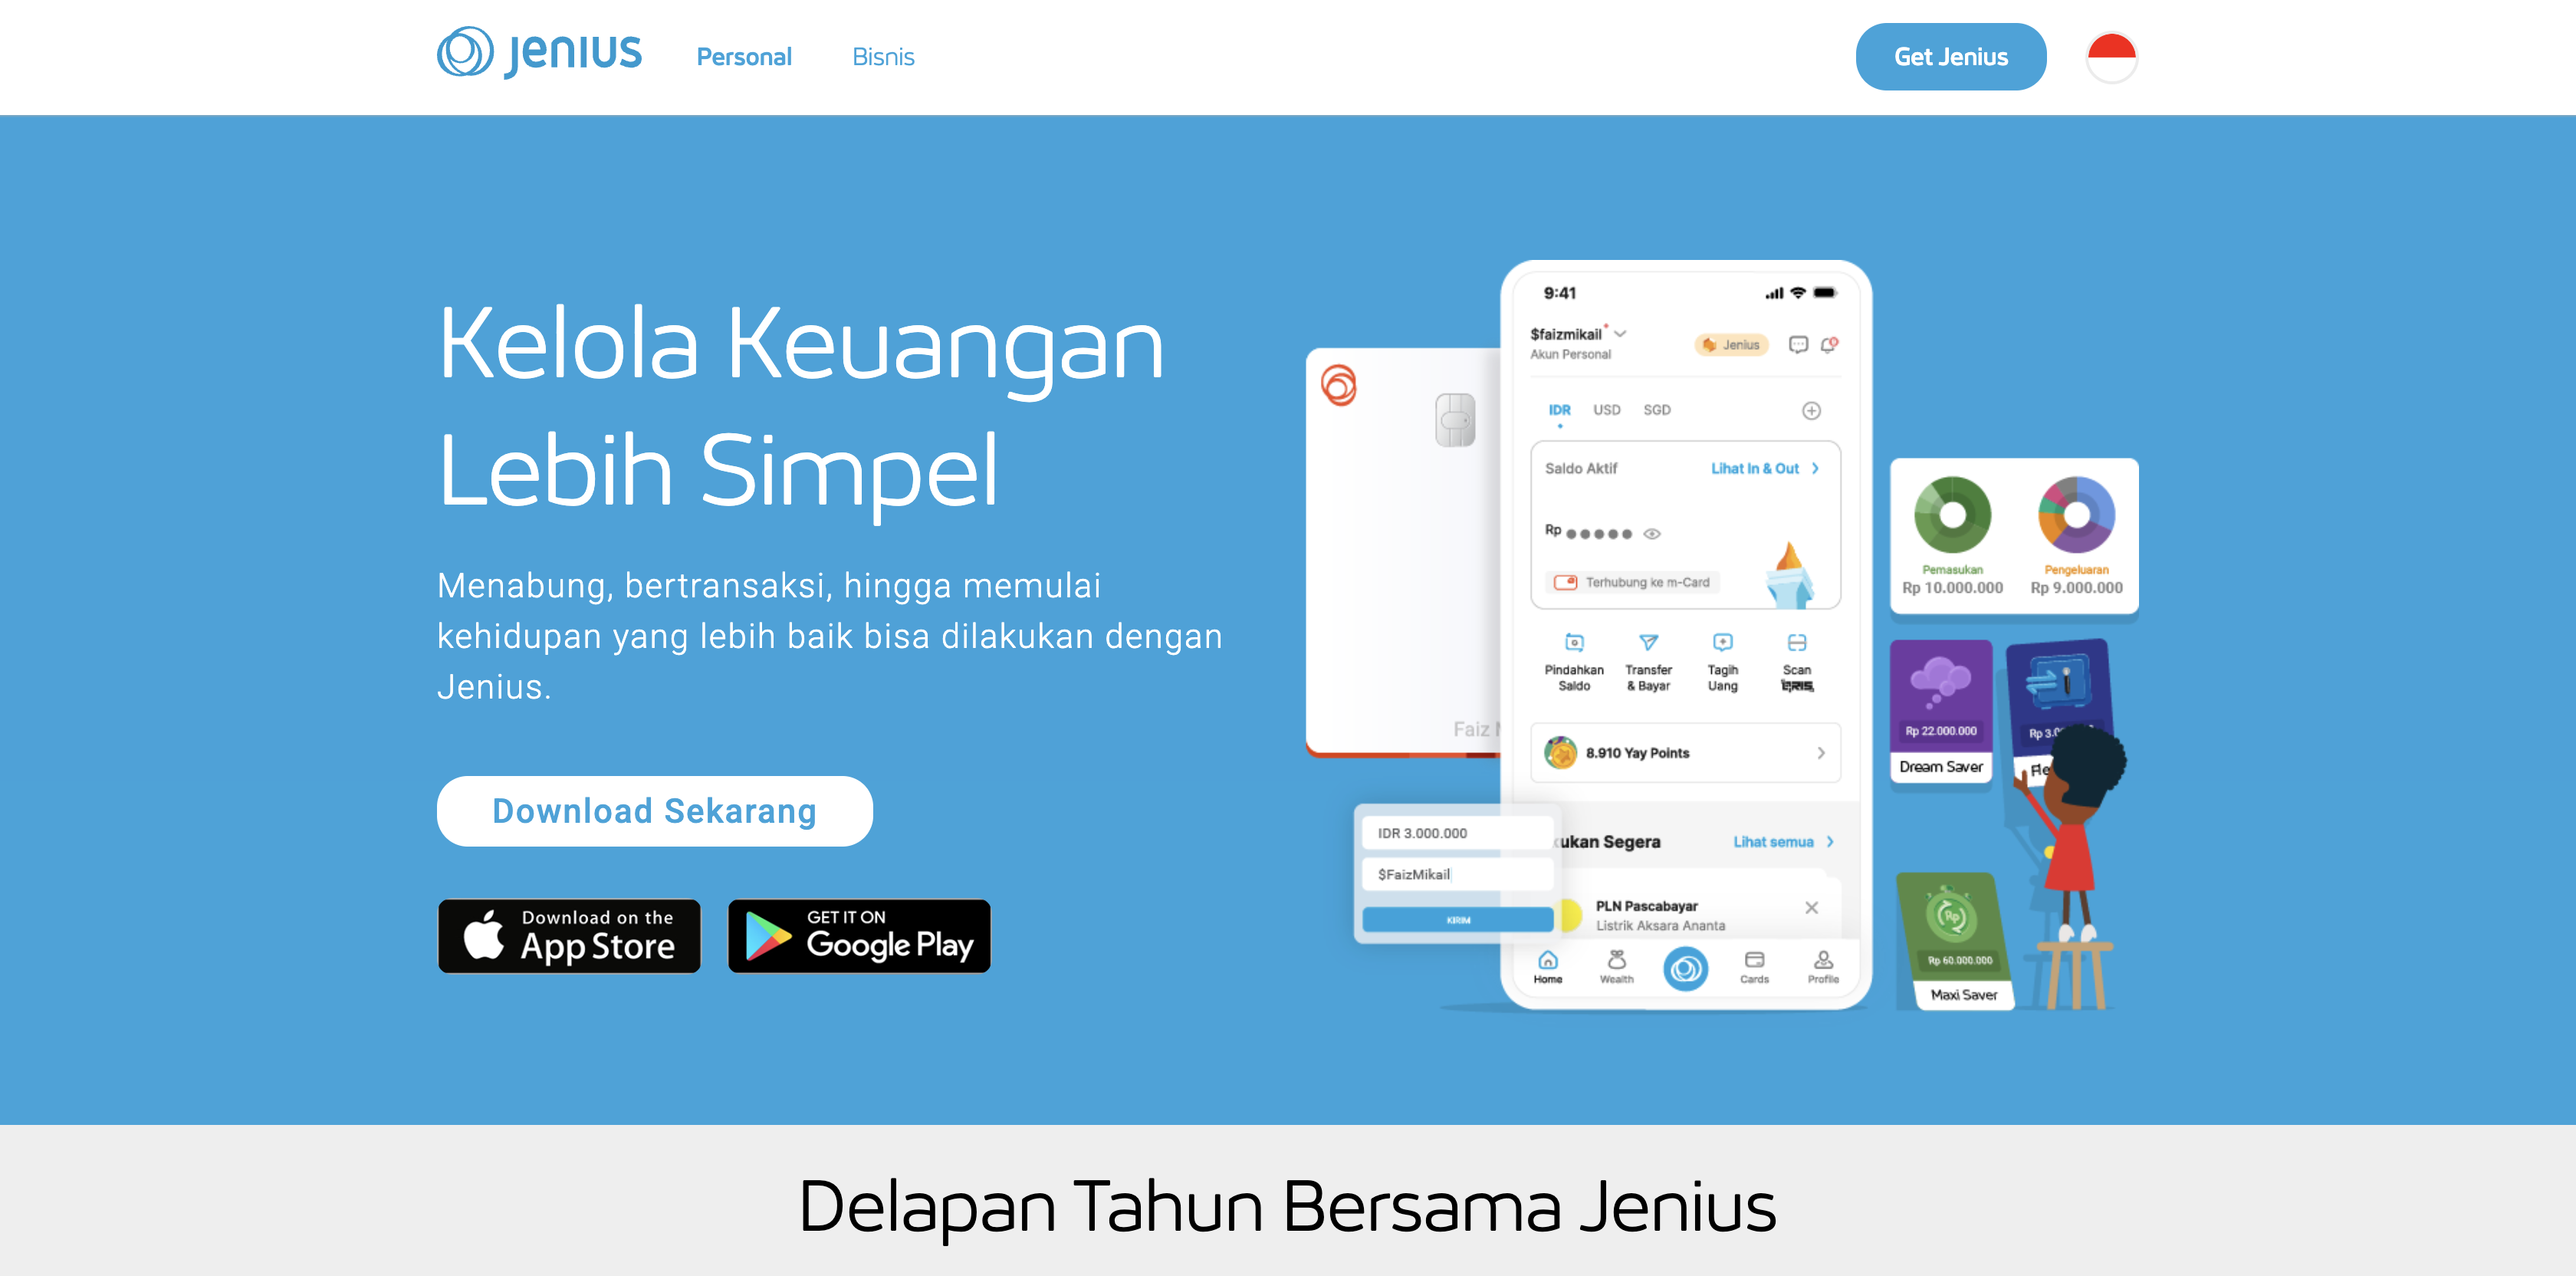 Jenius
Personal
Bisnis
Get Jenius
Kelola Keuangan
Lebih Simpel
Menabung, bertransaksi, hingga memulai
kehidupan yang lebih baik bisa dilakukan dengan
Jenius.
Download Sekarang
Download on the
App Store
GET IT ON
Google Play
9:41
$faizmikail
Akun Personal
Jenius
IDR USD SGD
Saldo Aktif
Lihat In & Out
Rp
Terhubung ke m-Card
Pindahkan
Saldo
Transfer
& Bayar
Tagih
Uang
Scan
QRIS
8.910 Yay Points
Faiz
IDR 3.000.000
$FaizMikail
KIRIM
ukan Segera
Lihat semua
PLN Pascabayar
Listrik Aksara Ananta
Home
Wealth
Cards
Profile
Pemasukan
Rp 10.000.000
Pengeluaran
Rp 9.000.000
Rp 22.000.000
Dream Saver
Rp 3.0
Fle
Rp
Rp 60.000.000
Maxi Saver
Delapan Tahun Bersama Jenius